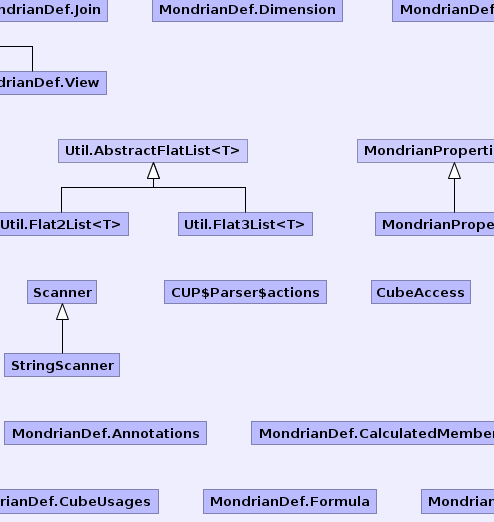 ndrianDef.Join MondrianDef.Dimension MondrianDef
drianDef.View
Util.AbstractFlatList<T> MondrianProperti
Util.Flat2List<T> Util.Flat3List<T> MondrianPrope
Scanner CUP$Parser$actions CubeAccess
StringScanner
MondrianDef.Annotations MondrianDef.CalculatedMember
rianDef.CubeUsages MondrianDef.Formula Mondrian